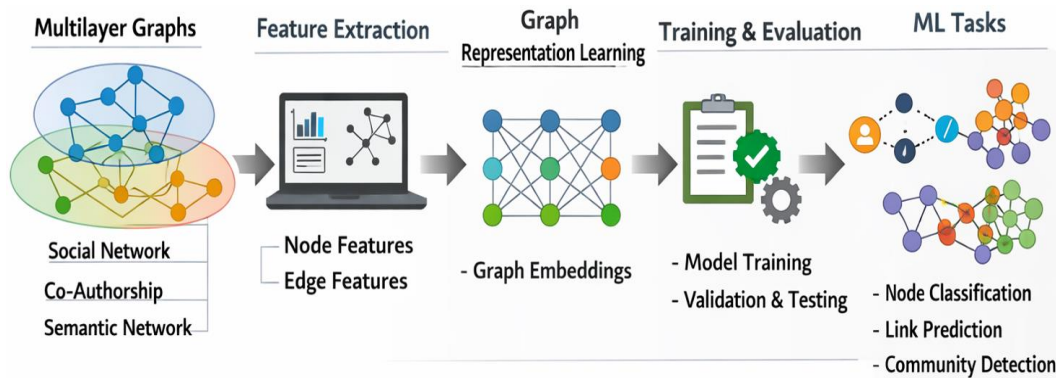 Multilayer Graphs
Social Network
Co-Authorship
Semantic Network
Feature Extraction
Node Features
Edge Features
Graph
Representation Learning
- Graph Embeddings
Training & Evaluation
- Model Training
- Validation & Testing
ML Tasks
- Node Classification
- Link Prediction
- Community Detection